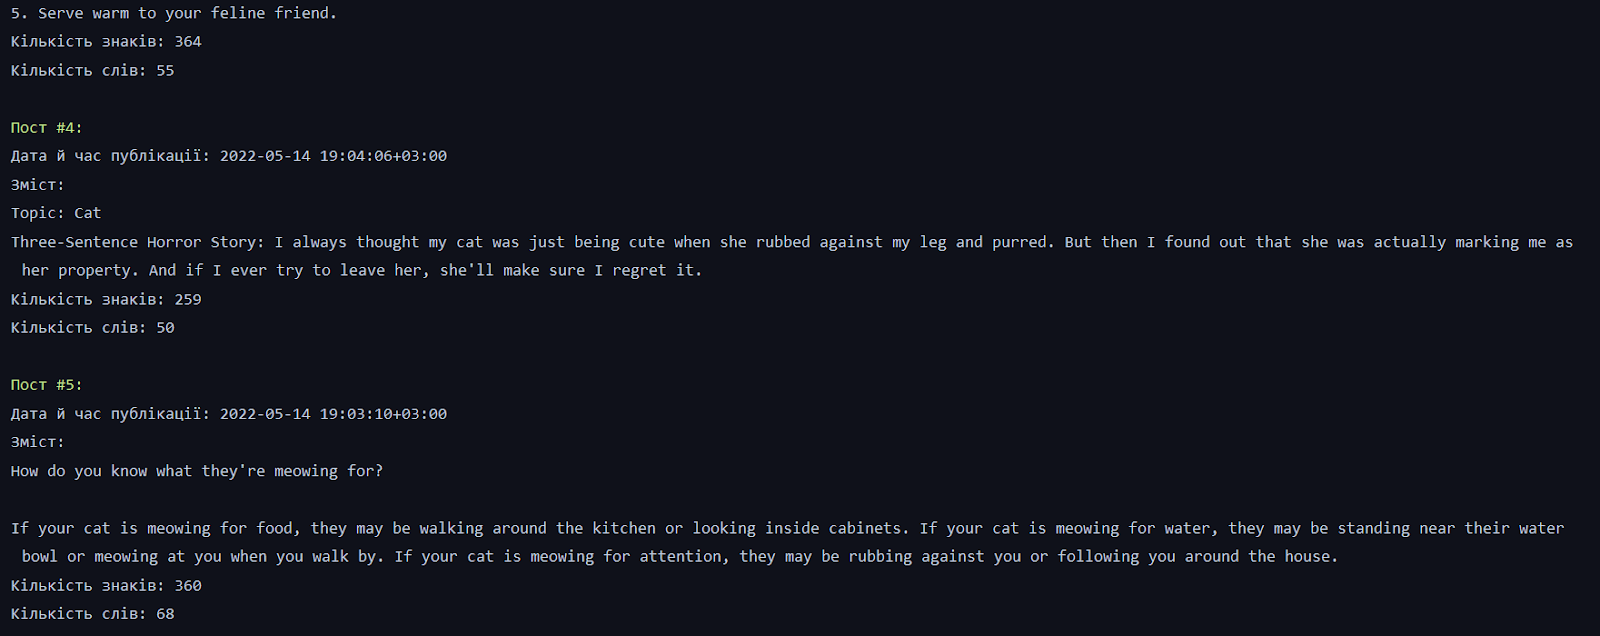 5. Serve warm to your feline friend.
Кількість знаків: 364
Кількість слів: 55
Пост #4:
Дата й час публікації: 2022-05-14 19:04:06+03:00
Зміст:
Topic: Cat
Three-Sentence Horror Story: I always thought my cat was just being cute when she rubbed against my leg and purred. But then I found out that she was actually marking me as
her property. And if I ever try to leave her, she'll make sure I regret it.
Кількість знаків: 259
Кількість слів: 50
Пост #5:
Дата й час публікації: 2022-05-14 19:03:10+03:00
Зміст:
How do you know what they're meowing for?
If your cat is meowing for food, they may be walking around the kitchen or looking inside cabinets. If your cat is meowing for water, they may be standing near their water
bowl or meowing at you when you walk by. If your cat is meowing for attention, they may be rubbing against you or following you around the house.
Кількість знаків: 360
Кількість слів: 68